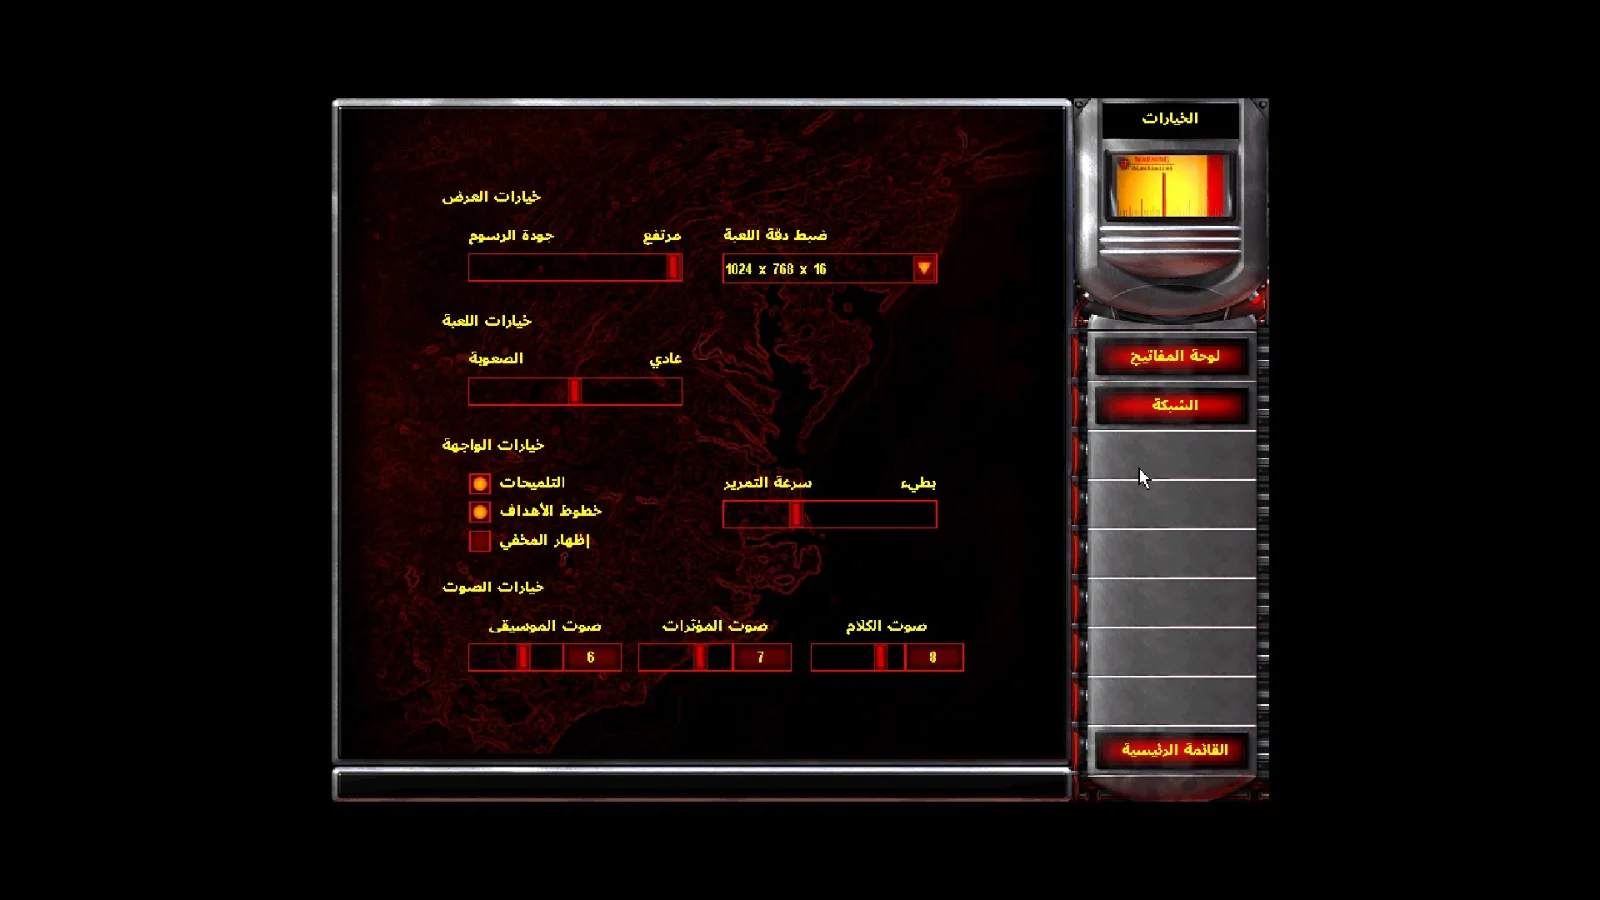 الخيارات
WARNING
خيارات العرض
جودة الرسوم مرتفع
ضبط دقة اللعبة
1024 x 768 x 16
خيارات اللعبة
الصعوبة عادي
خيارات الواجهة
التلميحات
خطوط الأهداف
إظهار المخفي
سرعة التمرير بطيء
خيارات الصوت
صوت الموسيقى
6
صوت المؤثرات
7
صوت الكلام
8
لوحة المفاتيح
الشبكة
القائمة الرئيسية